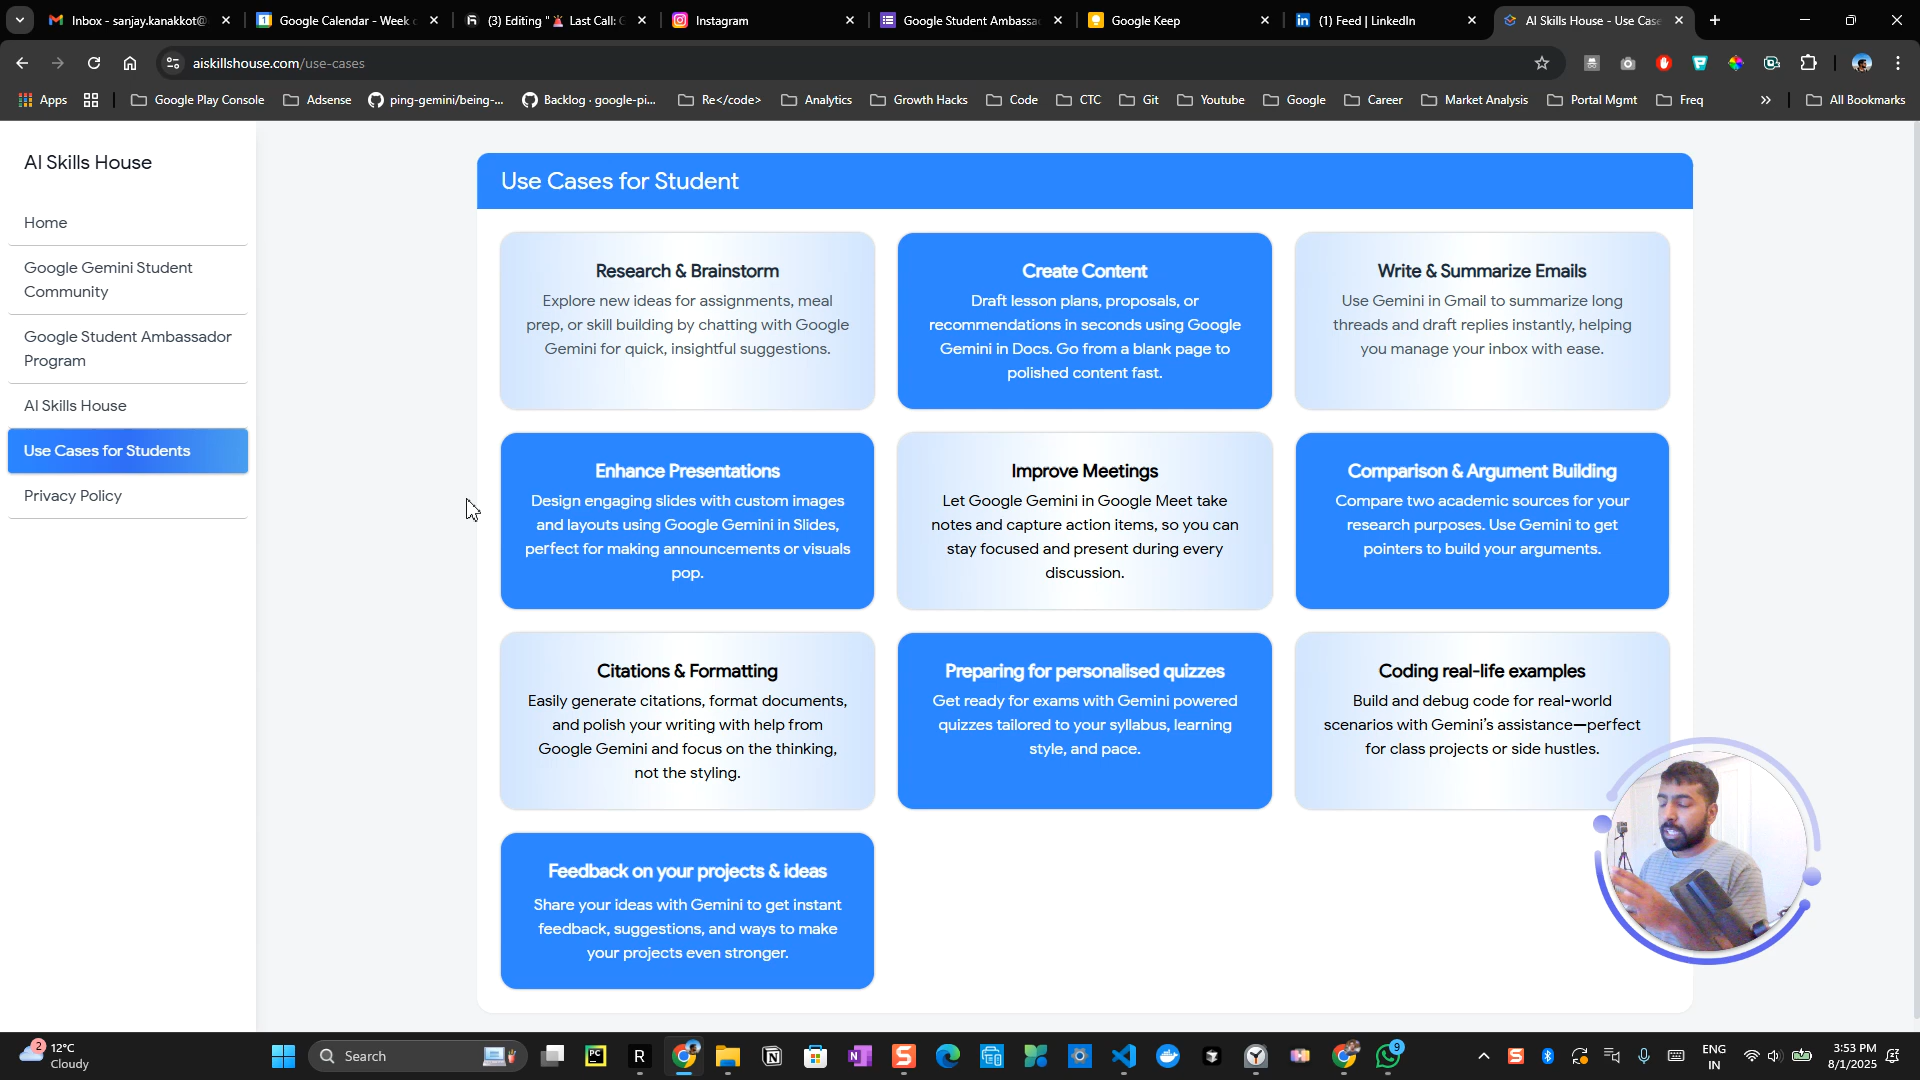 Inbox - sanjay.kanakkot@
Google Calendar - Week
(3) Editing "🚨 Last Call:
Instagram
Google Student Ambassa
Google Keep
(1) Feed | LinkedIn
AI Skills House - Use Cas
aiskillshouse.com/use-cases
Apps
Google Play Console
Adsense
ping-gemini/being-...
Backlog · google-pi...
Re</code>
Analytics
Growth Hacks
Code
CTC
Git
Youtube
Google
Career
Market Analysis
Portal Mgmt
Freq
All Bookmarks
AI Skills House
Home
Google Gemini Student
Community
Google Student Ambassador
Program
AI Skills House
Use Cases for Students
Privacy Policy
Use Cases for Student
Research & Brainstorm
Explore new ideas for assignments, meal
prep, or skill building by chatting with Google
Gemini for quick, insightful suggestions.
Create Content
Draft lesson plans, proposals, or
recommendations in seconds using Google
Gemini in Docs. Go from a blank page to
polished content fast.
Write & Summarize Emails
Use Gemini in Gmail to summarize long
threads and draft replies instantly, helping
you manage your inbox with ease.
Enhance Presentations
Design engaging slides with custom images
and layouts using Google Gemini in Slides,
perfect for making announcements or visuals
pop.
Improve Meetings
Let Google Gemini in Google Meet take
notes and capture action items, so you can
stay focused and present during every
discussion.
Comparison & Argument Building
Compare two academic sources for your
research purposes. Use Gemini to get
pointers to build your arguments.
Citations & Formatting
Easily generate citations, format documents,
and polish your writing with help from
Google Gemini and focus on the thinking,
not the styling.
Preparing for personalised quizzes
Get ready for exams with Gemini powered
quizzes tailored to your syllabus, learning
style, and pace.
Coding real-life examples
Build and debug code for real-world
scenarios with Gemini's assistance—perfect
for class projects or side hustles.
Feedback on your projects & ideas
Share your ideas with Gemini to get instant
feedback, suggestions, and ways to make
your projects even stronger.
2
12°C
Cloudy
Search
9
ENG
IN
3:53 PM
8/1/2025